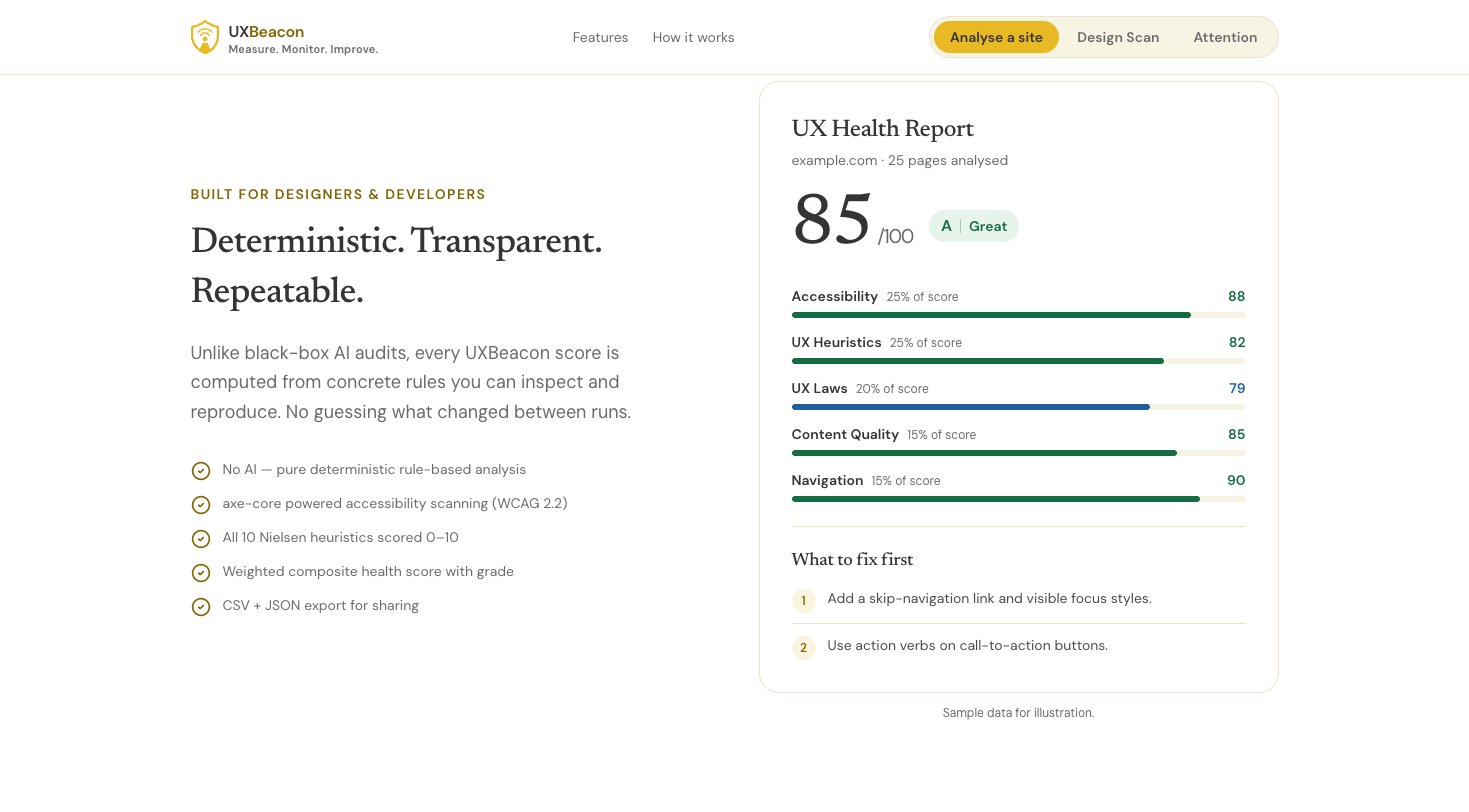 UXBeacon
Measure. Monitor. Improve.
Features
How it works
Analyse a site
Design Scan
Attention
BUILT FOR DESIGNERS & DEVELOPERS
Deterministic. Transparent.
Repeatable.
Unlike black-box AI audits, every UXBeacon score is
computed from concrete rules you can inspect and
reproduce. No guessing what changed between runs.
No AI — pure deterministic rule-based analysis
axe-core powered accessibility scanning (WCAG 2.2)
All 10 Nielsen heuristics scored 0–10
Weighted composite health score with grade
CSV + JSON export for sharing
UX Health Report
example.com · 25 pages analysed
85 /100 A Great
Accessibility 25% of score 88
UX Heuristics 25% of score 82
UX Laws 20% of score 79
Content Quality 15% of score 85
Navigation 15% of score 90
What to fix first
1 Add a skip-navigation link and visible focus styles.
2 Use action verbs on call-to-action buttons.
Sample data for illustration.